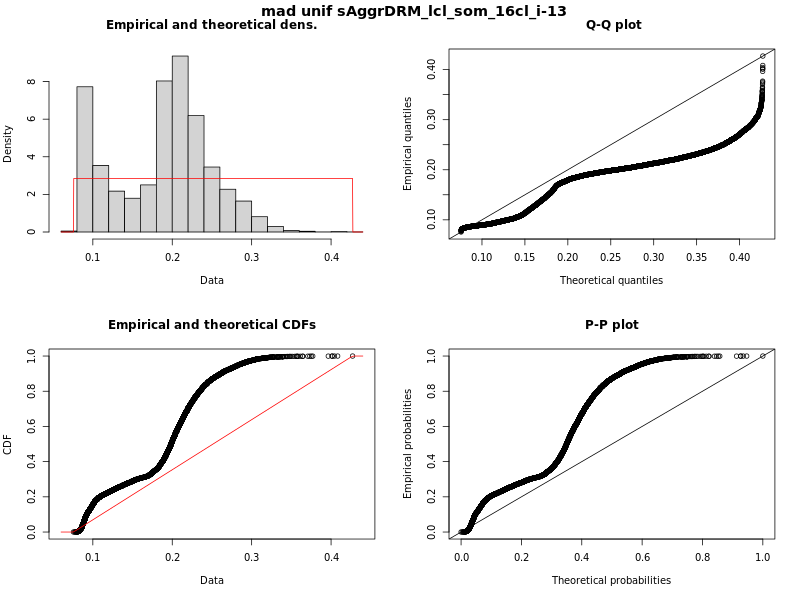 mad unif sAggrDRM_lcl_som_16cl_i-13
Empirical and theoretical dens.
Density
0 2 4 6 8
0.1 0.2 0.3 0.4
Data
Q-Q plot
Empirical quantiles
0.10 0.20 0.30 0.40
0.10 0.15 0.20 0.25 0.30 0.35 0.40
Theoretical quantiles
Empirical and theoretical CDFs
CDF
0.0 0.2 0.4 0.6 0.8 1.0
0.1 0.2 0.3 0.4
Data
P-P plot
Empirical probabilities
0.0 0.2 0.4 0.6 0.8 1.0
0.0 0.2 0.4 0.6 0.8 1.0
Theoretical probabilities